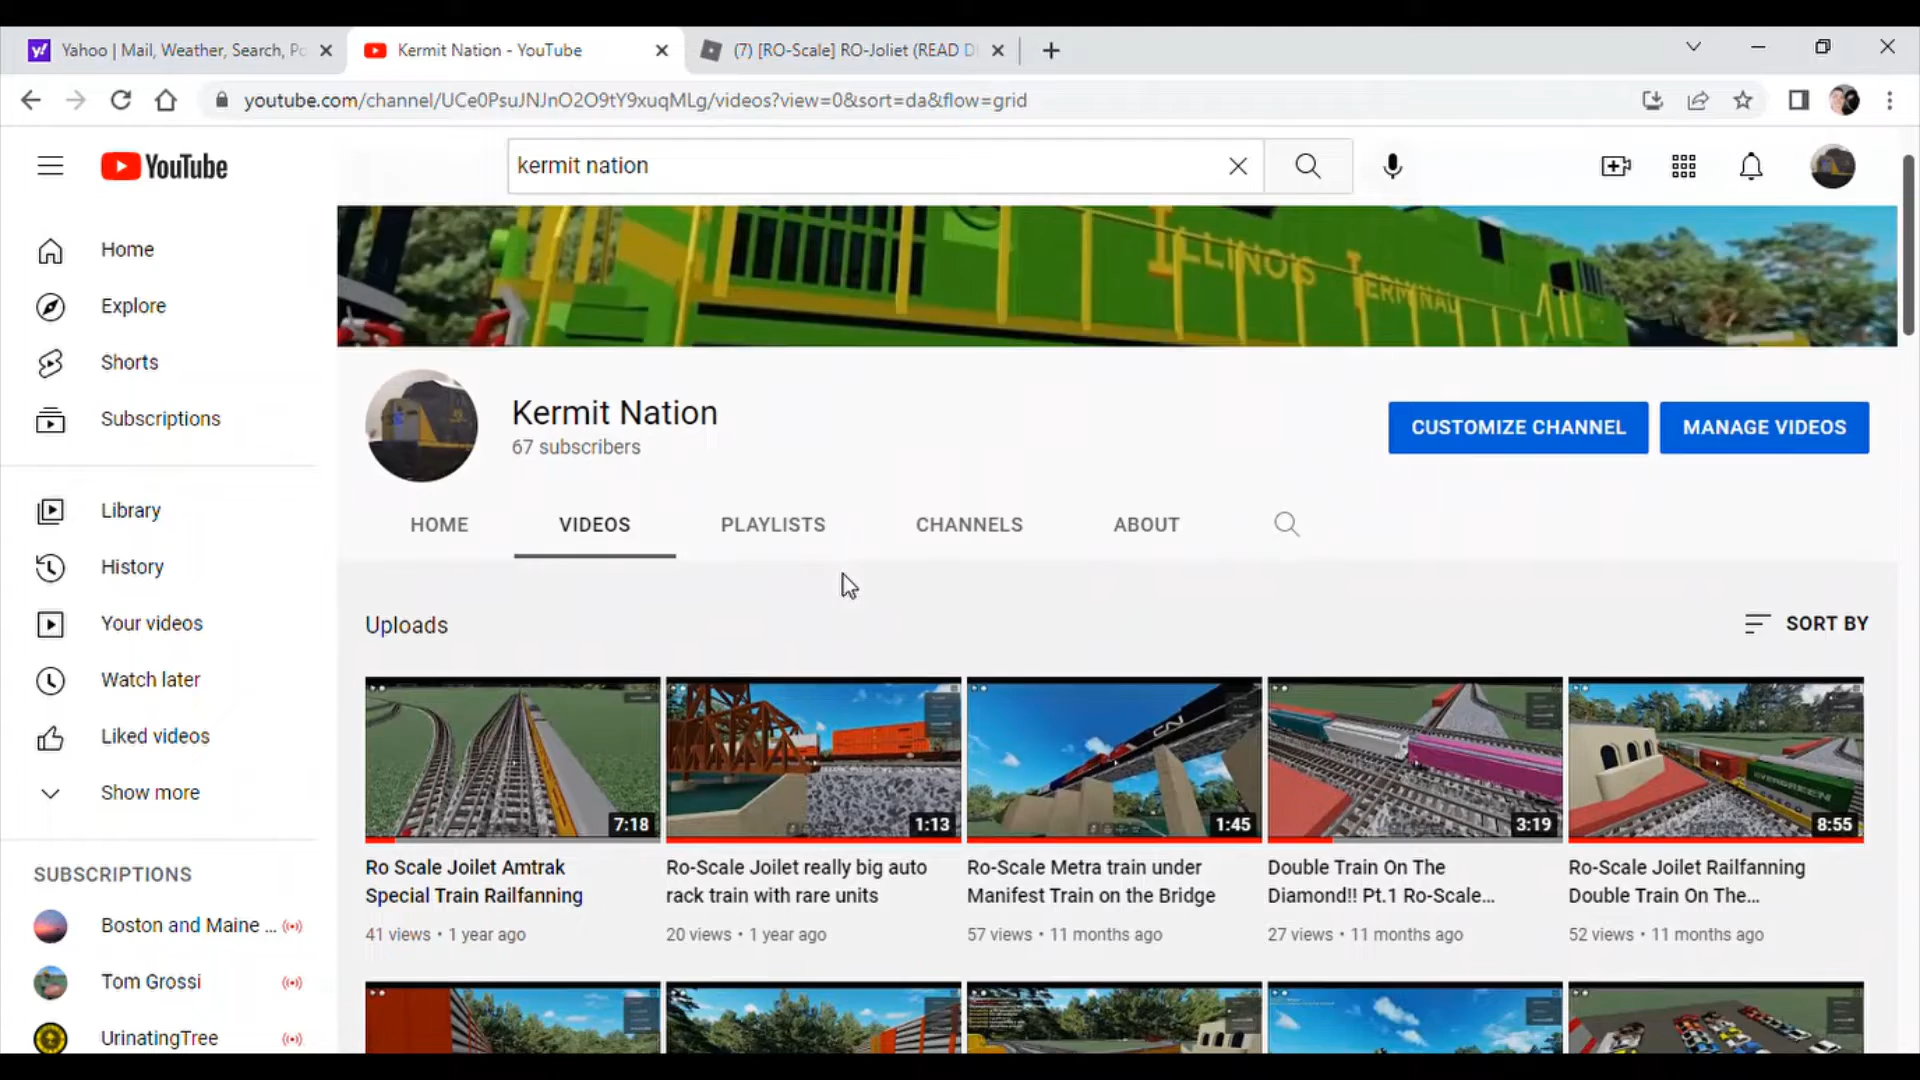 Yahoo | Mail, Weather, Search, Po
Kermit Nation - YouTube
(7) [RO-Scale] RO-Joliet (READ D
youtube.com/channel/UCe0PsuJNJnO2O9tY9xuqMLg/videos?view=0&sort=da&flow=grid
YouTube
kermit nation
Home
Explore
Shorts
Subscriptions
Library
History
Your videos
Watch later
Liked videos
Show more
SUBSCRIPTIONS
Boston and Maine ...
Tom Grossi
UrinatingTree
ILLINOIS TERMINAL
Kermit Nation
67 subscribers
CUSTOMIZE CHANNEL
MANAGE VIDEOS
HOME VIDEOS PLAYLISTS CHANNELS ABOUT
Uploads
SORT BY
7:18
Ro Scale Joilet Amtrak
Special Train Railfanning
41 views • 1 year ago
1:13
Ro-Scale Joilet really big auto
rack train with rare units
20 views • 1 year ago
CN
1:45
Ro-Scale Metra train under
Manifest Train on the Bridge
57 views • 11 months ago
3:19
Double Train On The
Diamond!! Pt.1 Ro-Scale...
27 views • 11 months ago
EVERGREEN
8:55
Ro-Scale Joilet Railfanning
Double Train On The...
52 views • 11 months ago